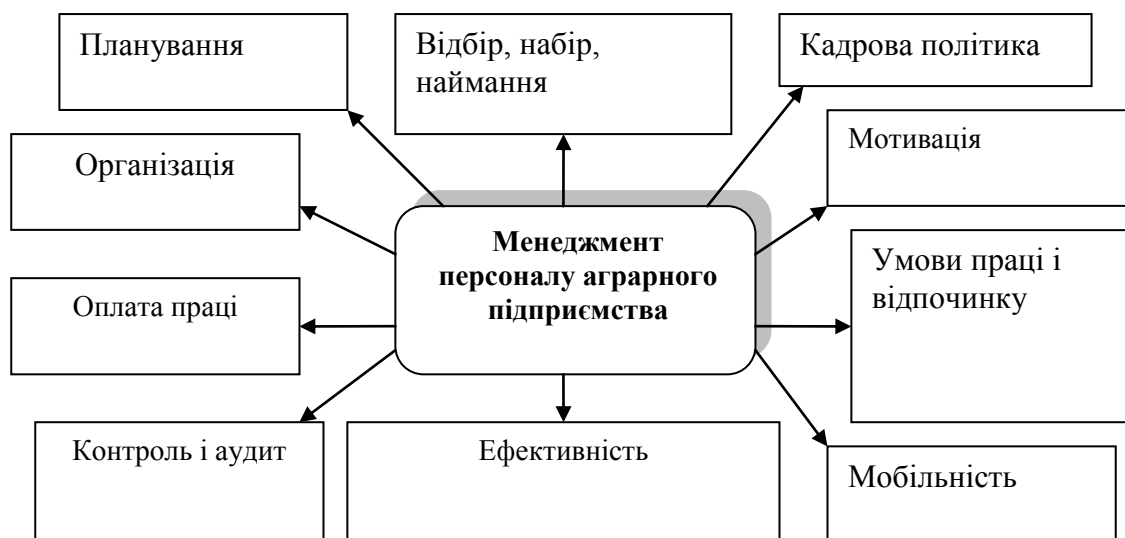 Планування
Відбір, набір,
наймання
Кадрова політика
Організація
Мотивація
Менеджмент
персоналу аграрного
підприємства
Умови праці і
відпочинку
Оплата праці
Контроль і аудит
Ефективність
Мобільність